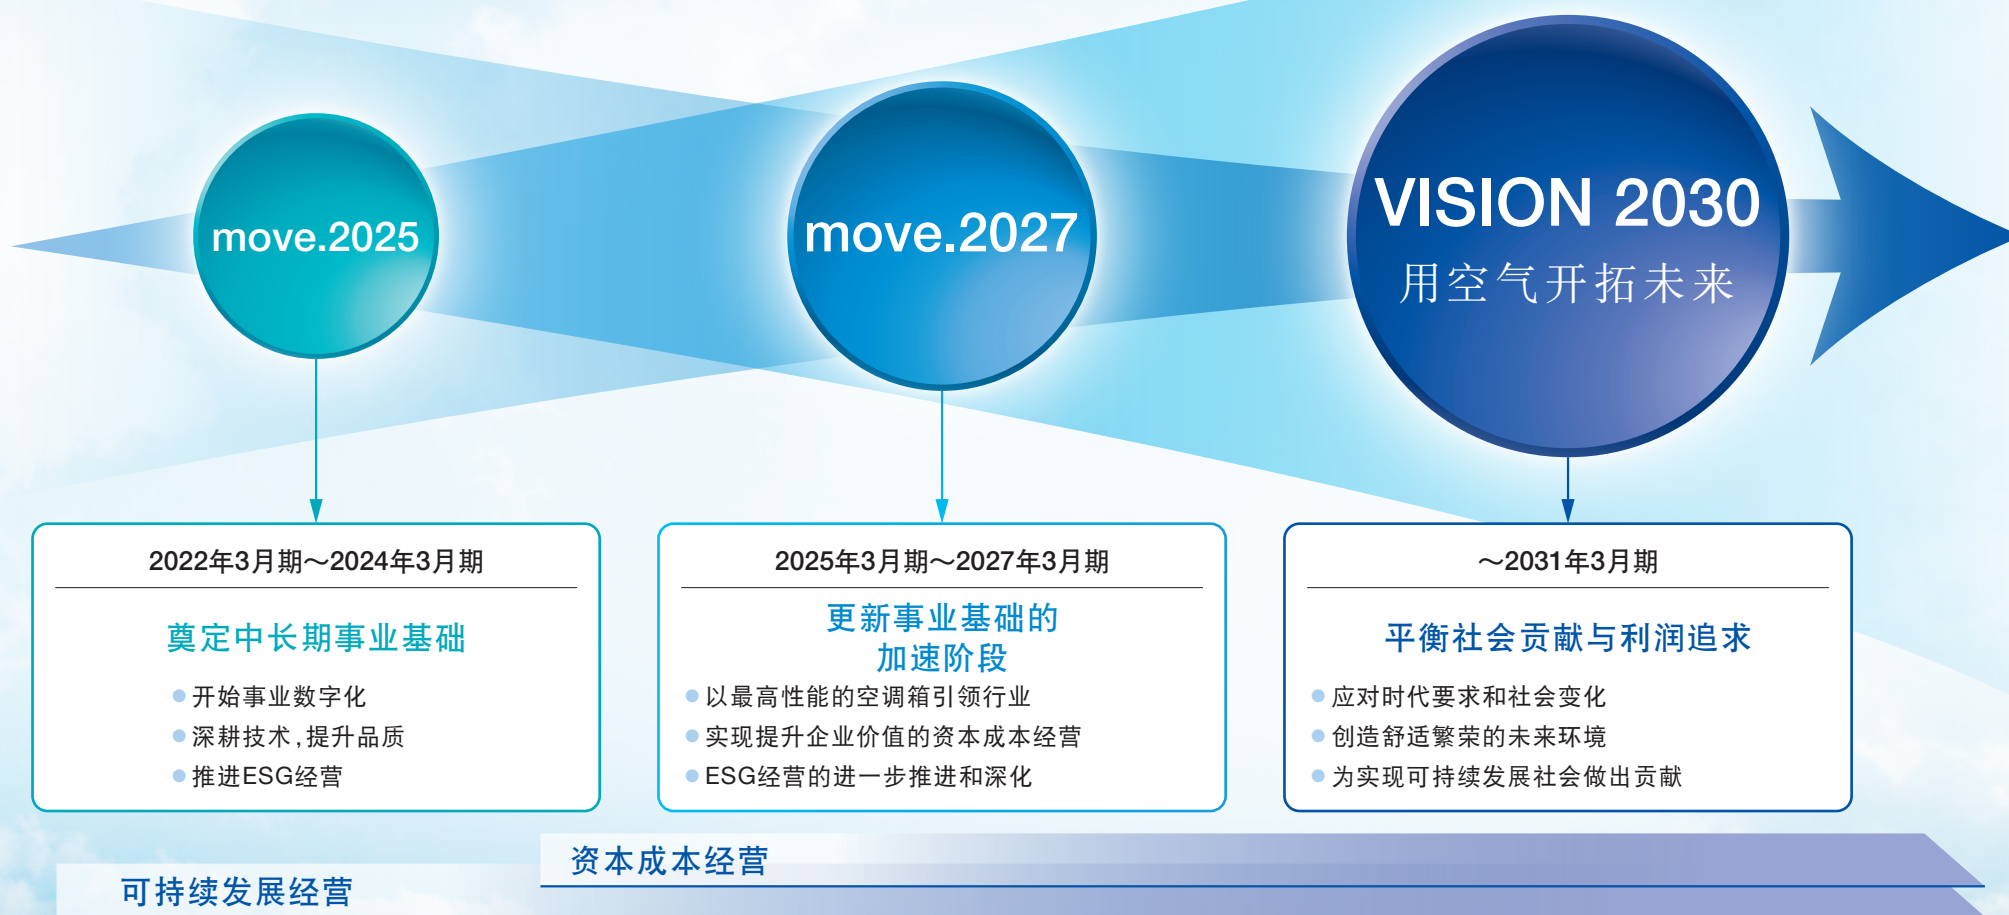 move.2025
move.2027
VISION 2030
用空气开拓未来
2022年3月期～2024年3月期
奠定中长期事业基础
开始事业数字化
深耕技术,提升品质
推进ESG经营
2025年3月期～2027年3月期
更新事业基础的
加速阶段
以最高性能的空调箱引领行业
实现提升企业价值的资本成本经营
ESG经营的进一步推进和深化
～2031年3月期
平衡社会贡献与利润追求
应对时代要求和社会变化
创造舒适繁荣的未来环境
为实现可持续发展社会做出贡献
资本成本经营
可持续发展经营